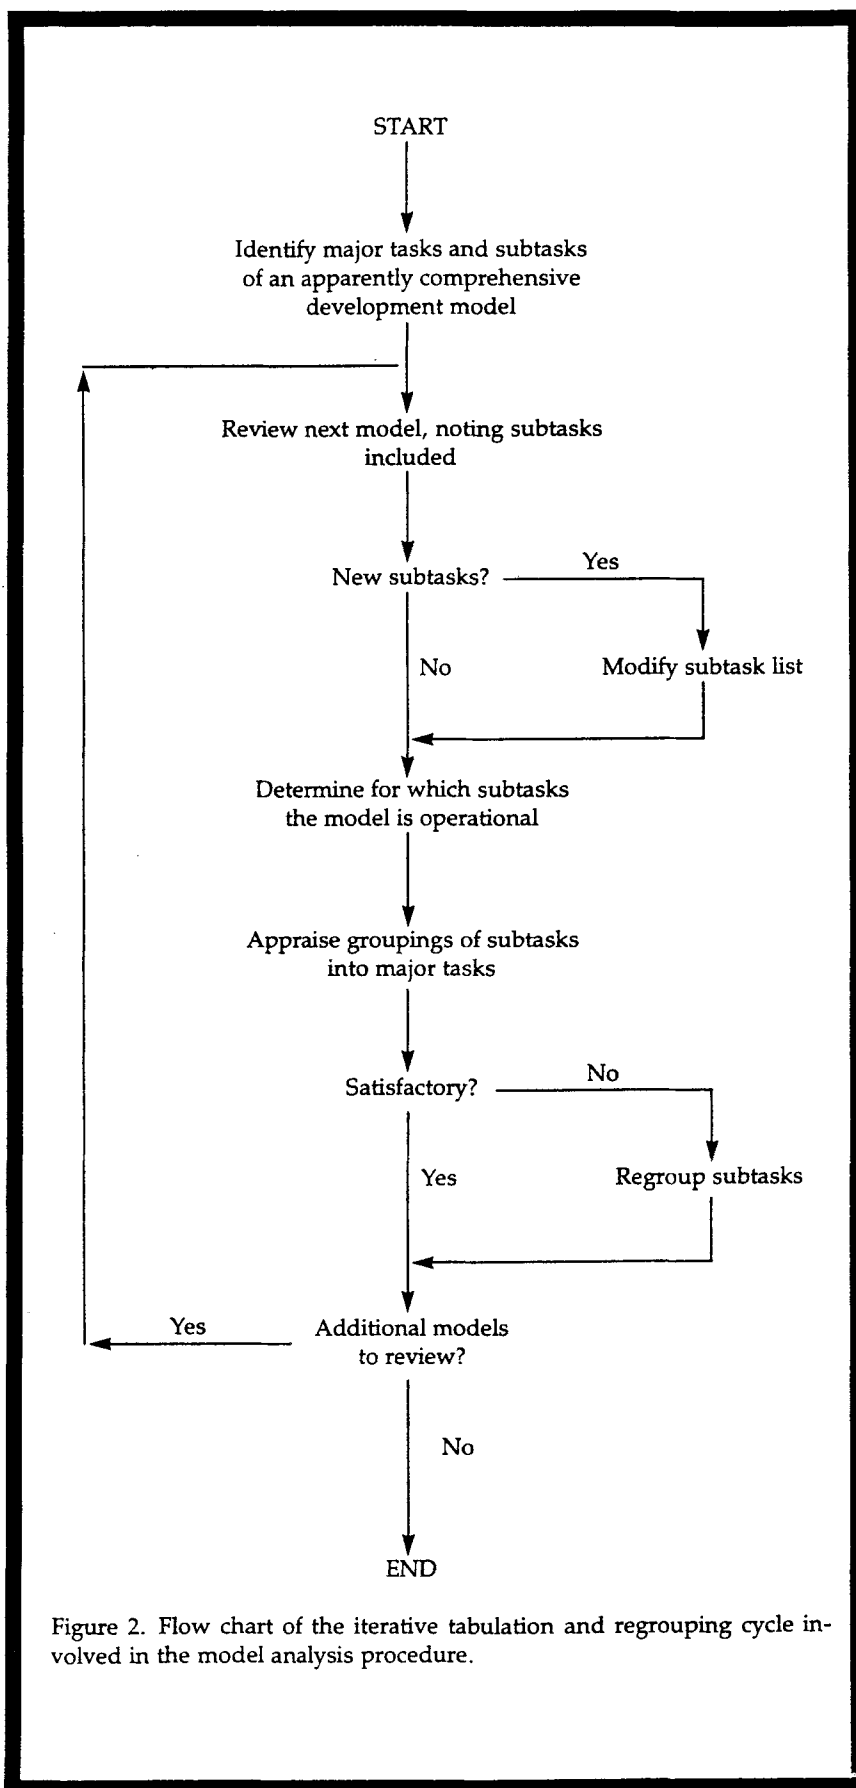 START
Identify major tasks and subtasks
of an apparently comprehensive
development model
Review next model, noting subtasks
included
New subtasks?
Yes
No
Modify subtask list
Determine for which subtasks
the model is operational
Appraise groupings of subtasks
into major tasks
Satisfactory?
No
Yes
Regroup subtasks
Yes
Additional models
to review?
No
END
Figure 2. Flow chart of the iterative tabulation and regrouping cycle in-
volved in the model analysis procedure.